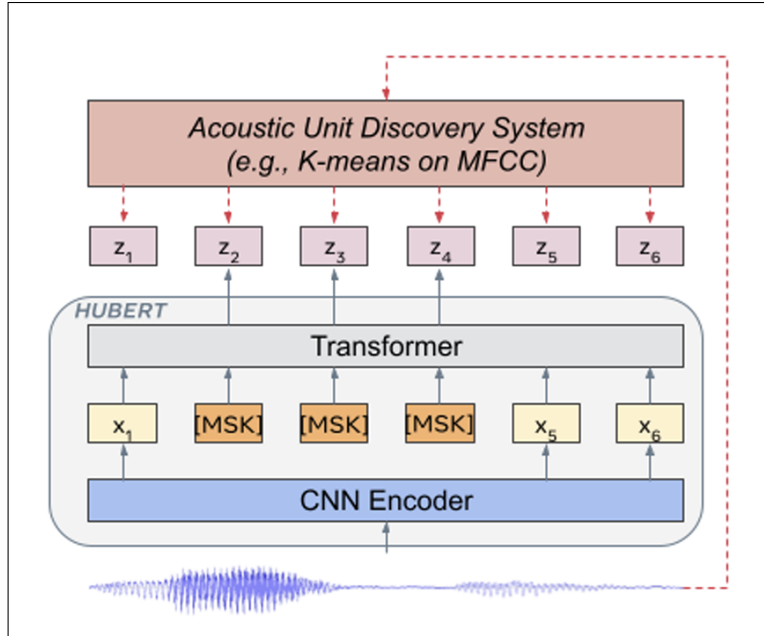 Acoustic Unit Discovery System
(e.g., K-means on MFCC)
z1 z2 z3 z4 z5 z6
HUBERT
Transformer
x1 [MSK] [MSK] [MSK] x5 x6
CNN Encoder